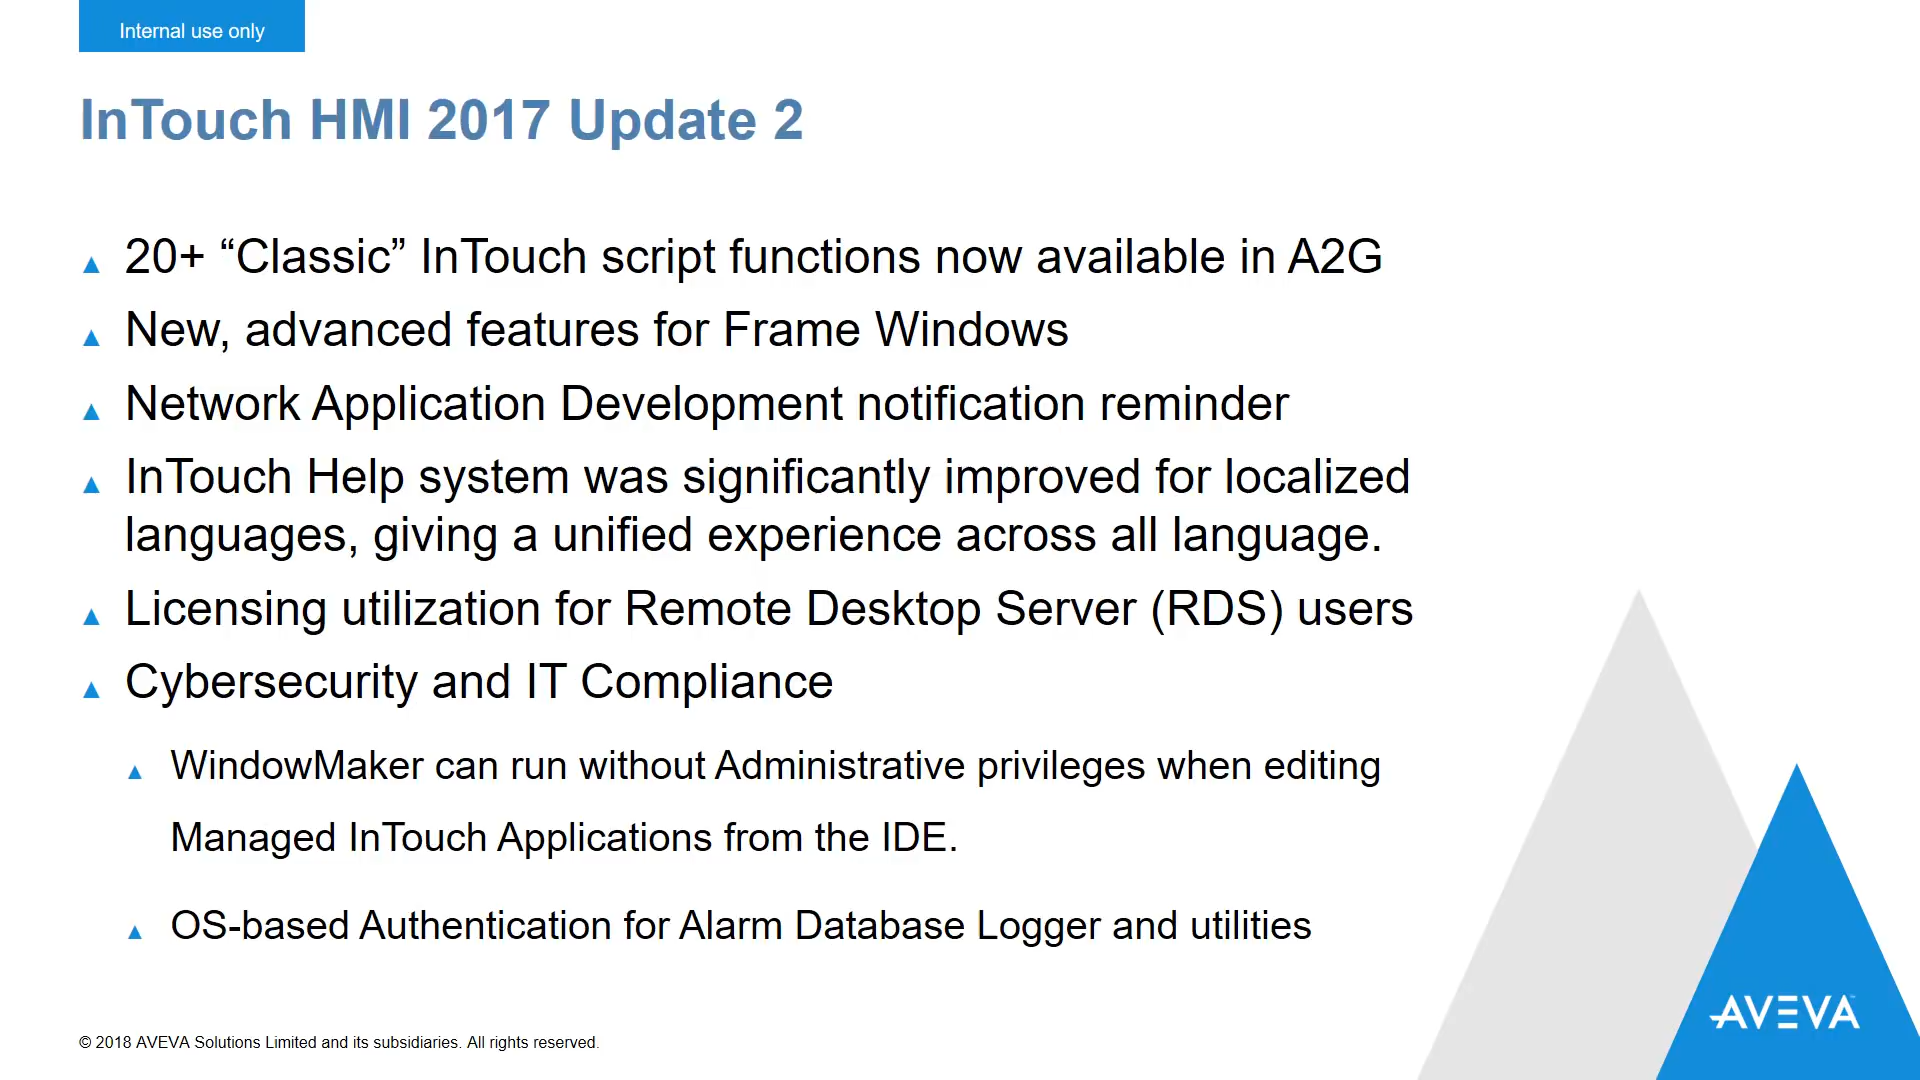 Internal use only
InTouch HMI 2017 Update 2
20+ “Classic” InTouch script functions now available in A2G
New, advanced features for Frame Windows
Network Application Development notification reminder
InTouch Help system was significantly improved for localized
languages, giving a unified experience across all language.
Licensing utilization for Remote Desktop Server (RDS) users
Cybersecurity and IT Compliance
WindowMaker can run without Administrative privileges when editing
Managed InTouch Applications from the IDE.
OS-based Authentication for Alarm Database Logger and utilities
AVEVA
© 2018 AVEVA Solutions Limited and its subsidiaries. All rights reserved.